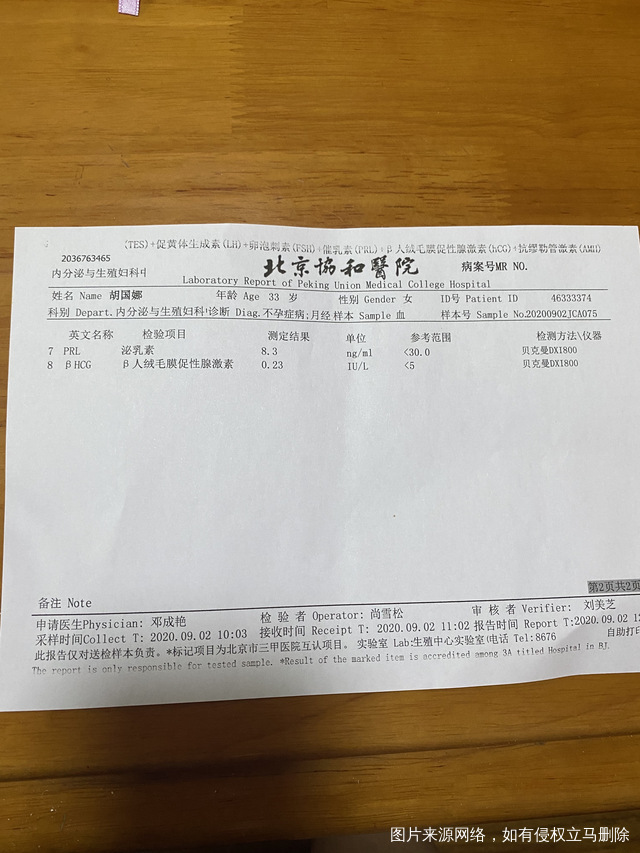 (TES)+促黄体生成素(LH)+卵泡刺素(FSH)+催乳素(PRL)+β人绒毛膜促性腺激素(hCG)+抗缪勒管激素(AMH)
2036763465
北京協和醫院
病案号MR NO.
内分泌与生殖妇科中
Laboratory Report of Peking Union Medical College Hospital
姓名 Name 胡国娜 年龄 Age 33 岁 性别 Gender 女 ID号 Patient ID 46333374
科别 Depart.内分泌与生殖妇科 诊断 Diag.不孕症病;月经 样本 Sample 血 样本号 Sample No.20200902JCA075
英文名称 检验项目 测定结果 单位 参考范围 检测方法\仪器
7 PRL 泌乳素 8.3 ng/ml <30.0 贝克曼DXI800
8 βHCG β人绒毛膜促性腺激素 0.23 IU/L <5 贝克曼DXI800
第2页共2页
备注 Note
申请医生Physician: 邓成艳 检 验 者 Operator: 尚雪松 审 核 者 Verifier: 刘美芝
采样时间Collect T: 2020.09.02 10:03 接收时间 Receipt T: 2020.09.02 11:02 报告时间 Report T:2020.09.02
自助打印
此报告仅对送检样本负责。*标记项目为北京市三甲医院互认项目。 实验室 Lab:生殖中心实验室(电话 Tel:8676
The report is only responsible for tested sample. *Result of the marked item is accredited among 3A titled Hospital in BJ.
图片来源网络，如有侵权立马删除